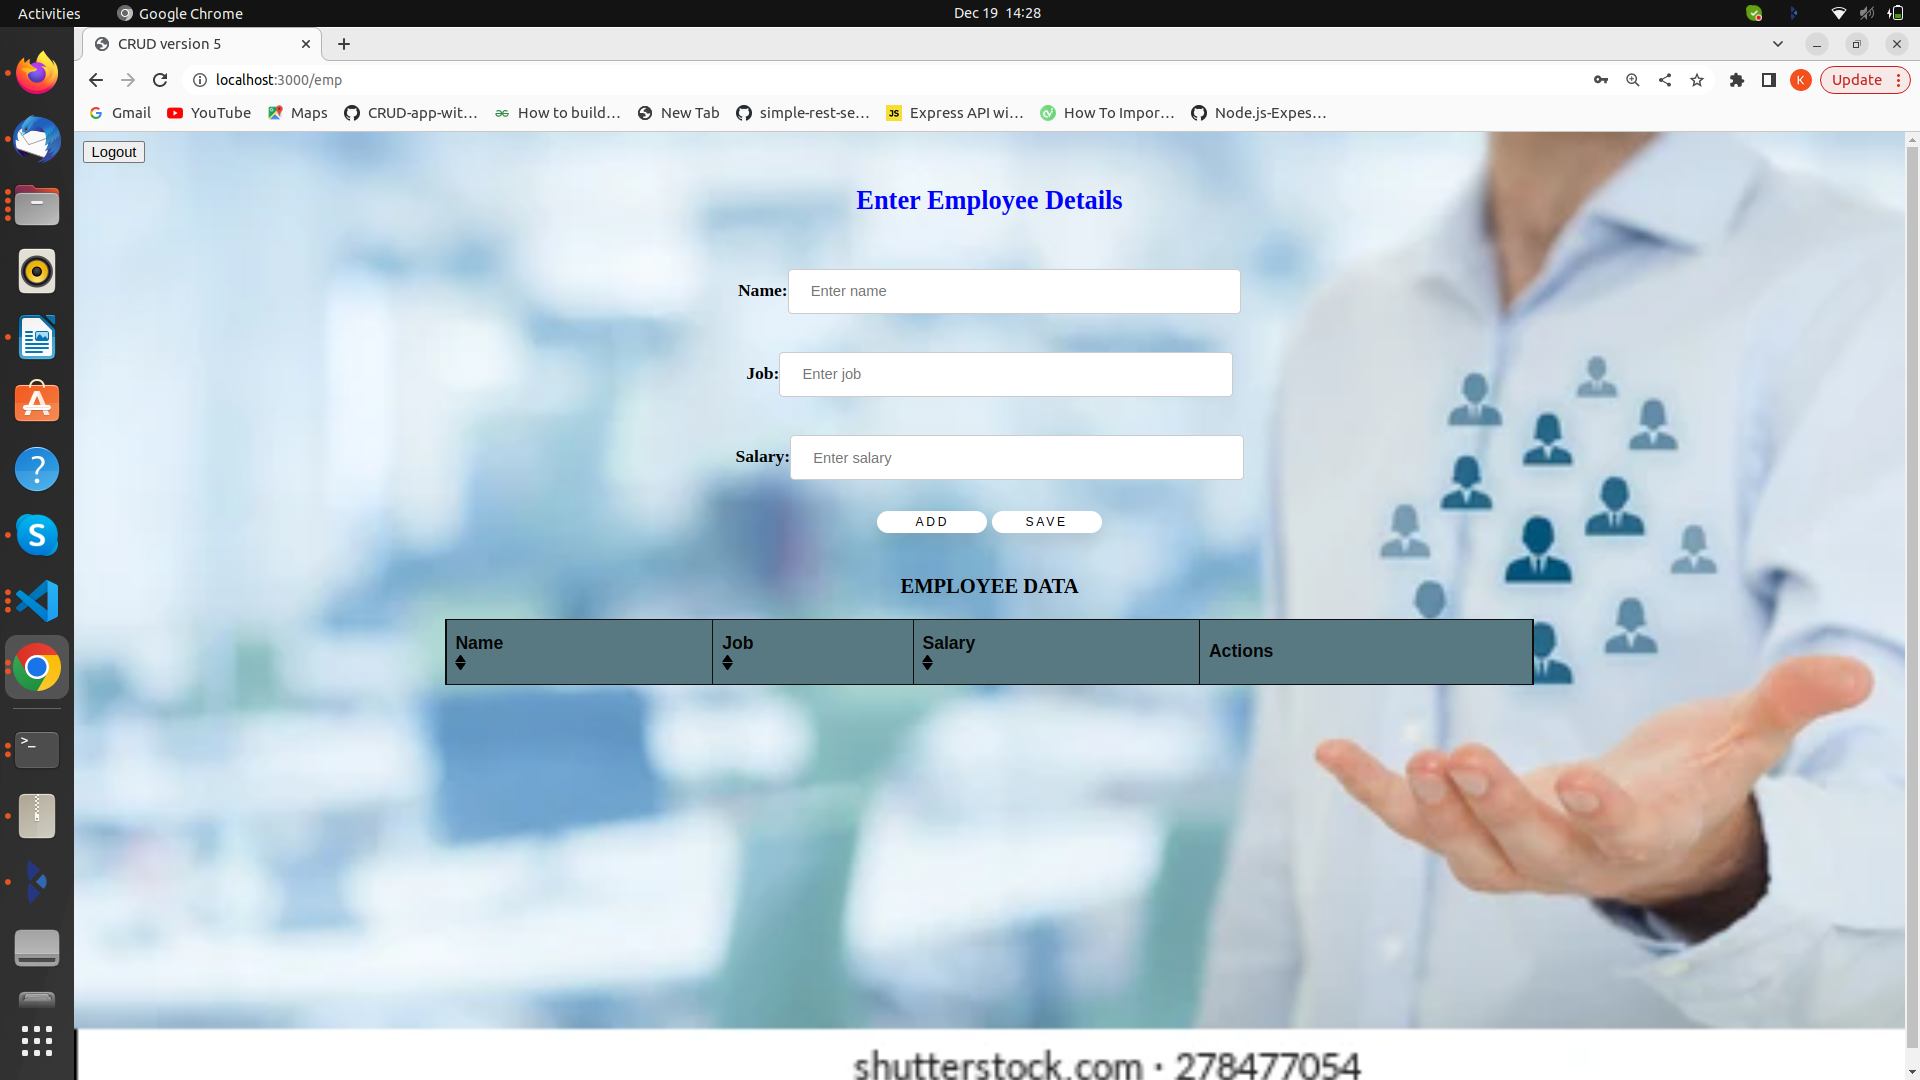 Activities Google Chrome Dec 19 14:28
CRUD version 5
localhost:3000/emp K Update
Gmail YouTube Maps CRUD-app-wit... How to build... New Tab simple-rest-se... JS Express API wi... How To Impor... Node.js-Expes...
Logout
Enter Employee Details
Name: Enter name
Job: Enter job
Salary: Enter salary
ADD SAVE
EMPLOYEE DATA
Name Job Salary Actions
shutterstock.com · 278477054